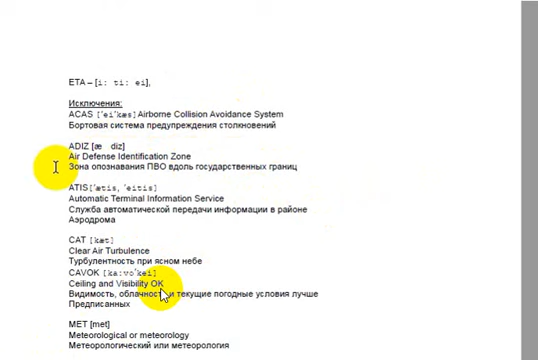 ETA – [i: ti: ei],
Исключения:
ACAS ['ei'kæs] Airborne Collision Avoidance System
Бортовая система предупреждения столкновений
ADIZ [æ diz]
Air Defense Identification Zone
Зона опознавания ПВО вдоль государственных границ
ATIS ['ætis, 'eitis]
Automatic Terminal Information Service
Служба автоматической передачи информации в районе
Аэродрома
CAT [kæt]
Clear Air Turbulence
Турбулентность при ясном небе
CAVOK [ka:vo'kei]
Ceiling and Visibility OK
Видимость, облачность и текущие погодные условия лучше
Предписанных
MET [met]
Meteorological or meteorology
Метеорологический или метеорология